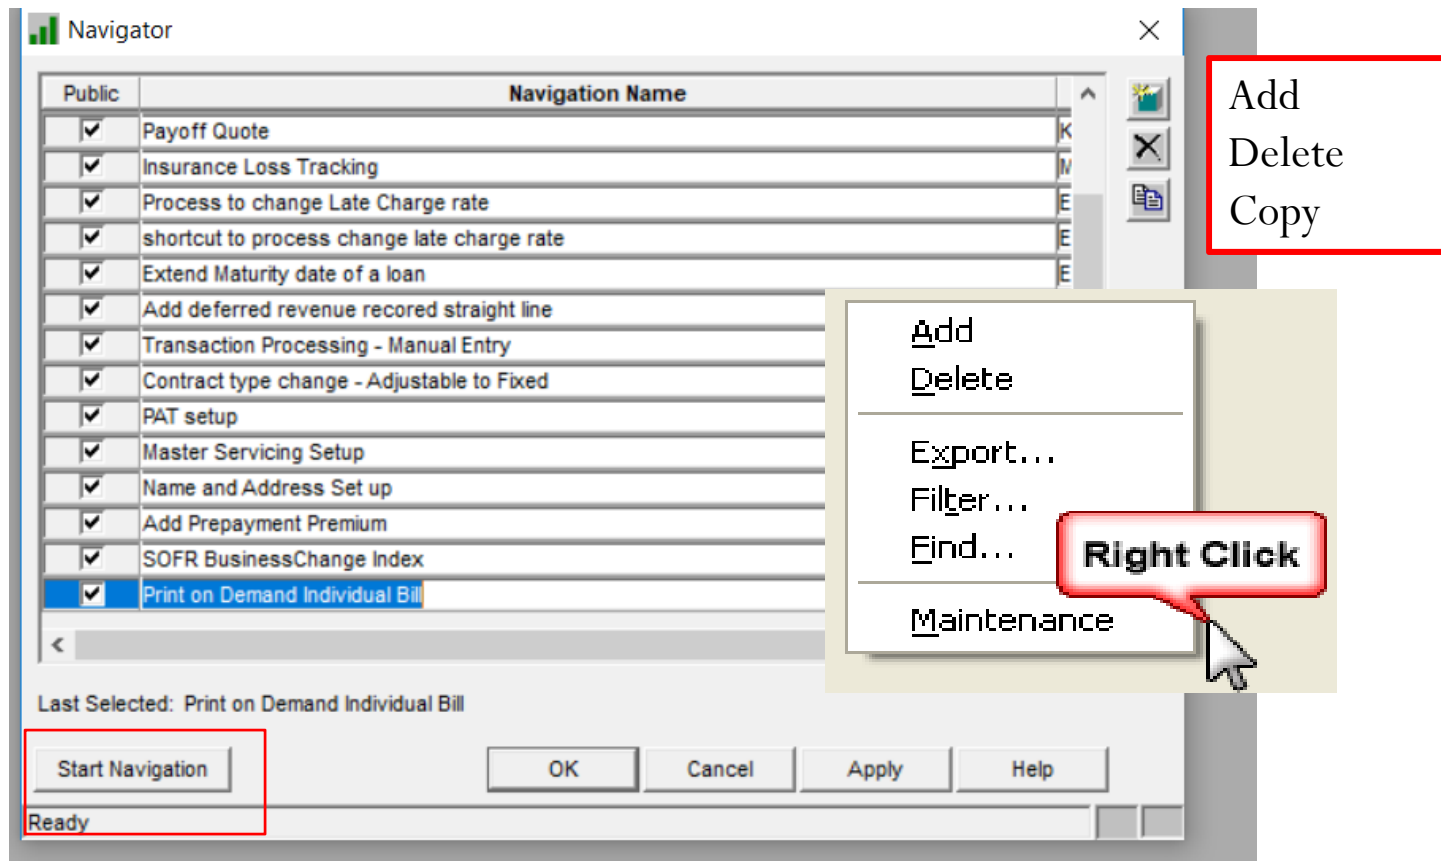 Navigator
Public Navigation Name
Payoff Quote K
Insurance Loss Tracking M
Process to change Late Charge rate E
shortcut to process change late charge rate E
Extend Maturity date of a loan E
Add deferred revenue recored straight line
Transaction Processing - Manual Entry
Contract type change - Adjustable to Fixed
PAT setup
Master Servicing Setup
Name and Address Set up
Add Prepayment Premium
SOFR BusinessChange Index
Print on Demand Individual Bill
Last Selected: Print on Demand Individual Bill
Start Navigation OK Cancel Apply Help
Ready
Add
Delete
Copy
Add
Delete
Export...
Filter...
Find...
Maintenance
Right Click